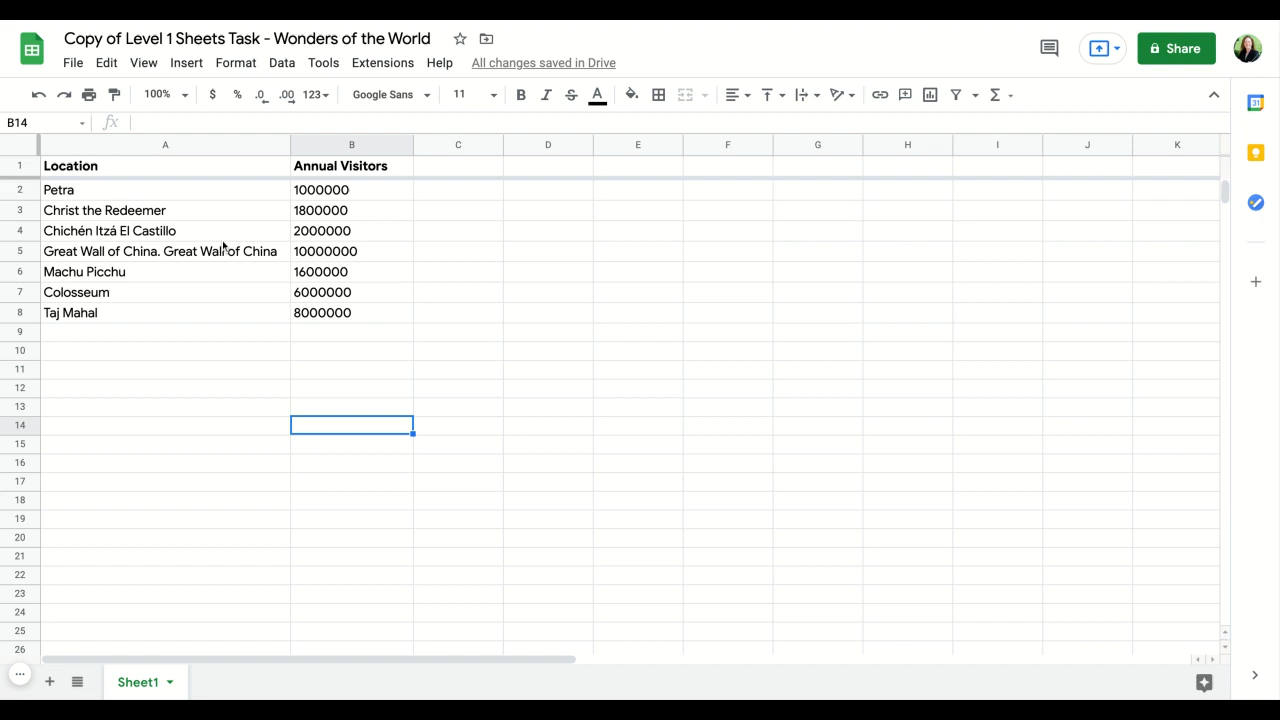 Copy of Level 1 Sheets Task - Wonders of the World
File Edit View Insert Format Data Tools Extensions Help All changes saved in Drive
Share
100% $ % .0 .00 123 Google Sans 11 B I S A Σ
B14 fx
A B C D E F G H I J K
1 Location Annual Visitors
2 Petra 1000000
3 Christ the Redeemer 1800000
4 Chichén Itzá El Castillo 2000000
5 Great Wall of China. Great Wall of China 10000000
6 Machu Picchu 1600000
7 Colosseum 6000000
8 Taj Mahal 8000000
9
10
11
12
13
14
15
16
17
18
19
20
21
22
23
24
25
26
Sheet1
31